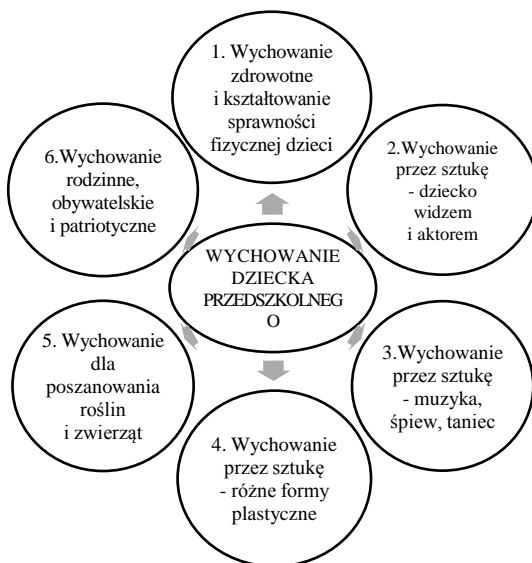 1. Wychowanie
zdrowotne
i kształtowanie
sprawności
fizycznej dzieci
2.Wychowanie
przez sztukę
- dziecko
widzem
i aktorem
3.Wychowanie
przez sztukę
- muzyka,
śpiew, taniec
4. Wychowanie
przez sztukę
- różne formy
plastyczne
5. Wychowanie
dla
poszanowania
roślin
i zwierząt
6.Wychowanie
rodzinne,
obywatelskie
i patriotyczne
WYCHOWANIE
DZIECKA
PRZEDSZKOLNEG
O